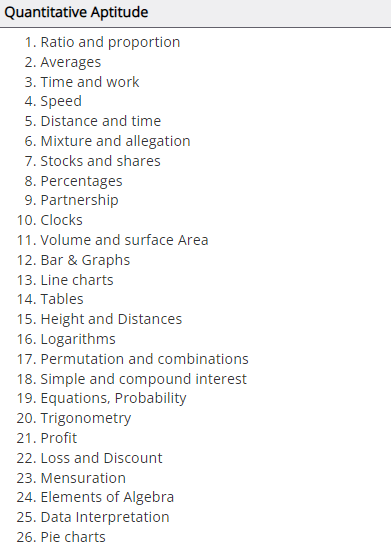 Quantitative Aptitude
1. Ratio and proportion
2. Averages
3. Time and work
4. Speed
5. Distance and time
6. Mixture and allegation
7. Stocks and shares
8. Percentages
9. Partnership
10. Clocks
11. Volume and surface Area
12. Bar & Graphs
13. Line charts
14. Tables
15. Height and Distances
16. Logarithms
17. Permutation and combinations
18. Simple and compound interest
19. Equations, Probability
20. Trigonometry
21. Profit
22. Loss and Discount
23. Mensuration
24. Elements of Algebra
25. Data Interpretation
26. Pie charts